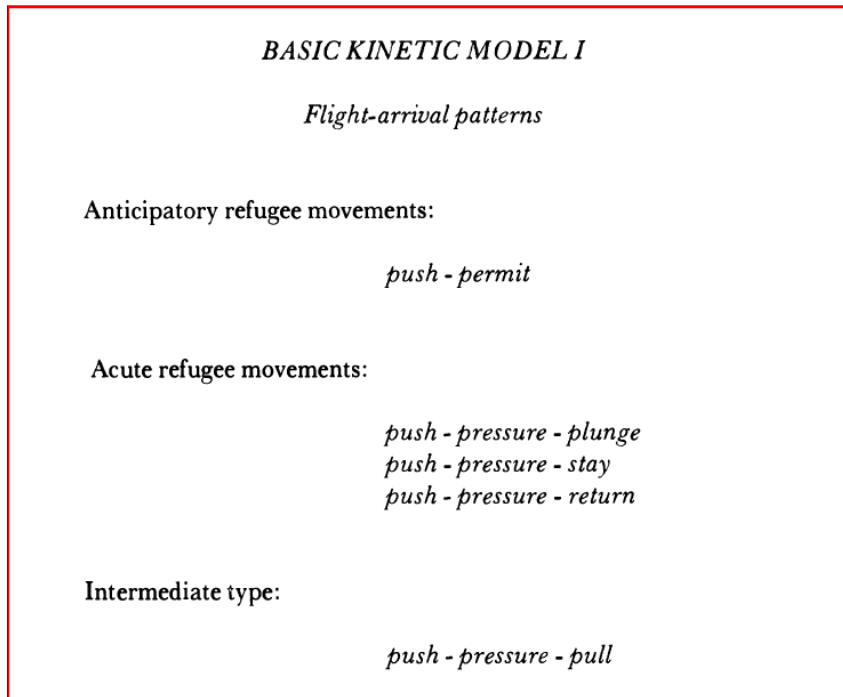 BASIC KINETIC MODEL I
Flight-arrival patterns
Anticipatory refugee movements:
push - permit
Acute refugee movements:
push - pressure - plunge
push - pressure - stay
push - pressure - return
Intermediate type:
push - pressure - pull